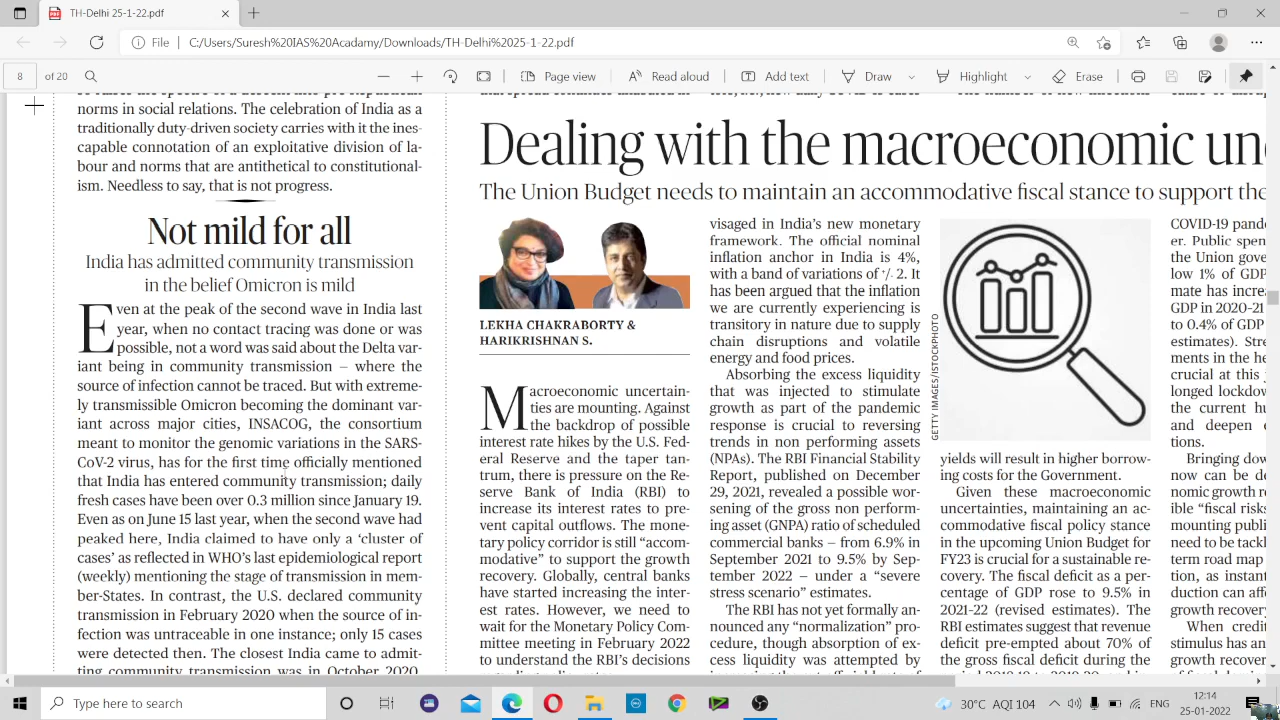 TH-Delhi 25-1-22.pdf
File
C:/Users/Suresh%20IAS%20Acadamy/Downloads/TH-Delhi%2025-1-22.pdf
8 of 20
Page view
Read aloud
Add text
Draw
Highlight
Erase
norms in social relations. The celebration of India as a
traditionally duty-driven society carries with it the ines-
capable connotation of an exploitative division of la-
bour and norms that are antithetical to constitutional-
ism. Needless to say, that is not progress.
Not mild for all
India has admitted community transmission
in the belief Omicron is mild
Even at the peak of the second wave in India last
year, when no contact tracing was done or was
possible, not a word was said about the Delta var-
iant being in community transmission – where the
source of infection cannot be traced. But with extreme-
ly transmissible Omicron becoming the dominant var-
iant across major cities, INSACOG, the consortium
meant to monitor the genomic variations in the SARS-
CoV-2 virus, has for the first time officially mentioned
that India has entered community transmission; daily
fresh cases have been over 0.3 million since January 19.
Even as on June 15 last year, when the second wave had
peaked here, India claimed to have only a ‘cluster of
cases’ as reflected in WHO’s last epidemiological report
(weekly) mentioning the stage of transmission in mem-
ber-States. In contrast, the U.S. declared community
transmission in February 2020 when the source of in-
fection was untraceable in one instance; only 15 cases
were detected then. The closest India came to admit-
ting community transmission was in October 2020,
Dealing with the macroeconomic un
The Union Budget needs to maintain an accommodative fiscal stance to support the
LEKHA CHAKRABORTY &
HARIKRISHNAN S.
Macroeconomic uncertain-
ties are mounting. Against
the backdrop of possible
interest rate hikes by the U.S. Fed-
eral Reserve and the taper tan-
trum, there is pressure on the Re-
serve Bank of India (RBI) to
increase its interest rates to pre-
vent capital outflows. The mone-
tary policy corridor is still “accom-
modative” to support the growth
recovery. Globally, central banks
have started increasing the inter-
est rates. However, we need to
wait for the Monetary Policy Com-
mittee meeting in February 2022
to understand the RBI’s decisions
visaged in India’s new monetary
framework. The official nominal
inflation anchor in India is 4%,
with a band of variations of +/- 2. It
has been argued that the inflation
we are currently experiencing is
transitory in nature due to supply
chain disruptions and volatile
energy and food prices.
Absorbing the excess liquidity
that was injected to stimulate
growth as part of the pandemic
response is crucial to reversing
trends in non performing assets
(NPAs). The RBI Financial Stability
Report, published on December
29, 2021, revealed a possible wor-
sening of the gross non perform-
ing asset (GNPA) ratio of scheduled
commercial banks – from 6.9% in
September 2021 to 9.5% by Sep-
tember 2022 – under a “severe
stress scenario” estimates.
The RBI has not yet formally an-
nounced any “normalization” pro-
cedure, though absorption of ex-
cess liquidity was attempted by
GETTY IMAGES/ISTOCKPHOTO
yields will result in higher borrow-
ing costs for the Government.
Given these macroeconomic
uncertainties, maintaining an ac-
commodative fiscal policy stance
in the upcoming Union Budget for
FY23 is crucial for a sustainable re-
covery. The fiscal deficit as a per-
centage of GDP rose to 9.5% in
2021-22 (revised estimates). The
RBI estimates suggest that revenue
deficit pre-empted about 70% of
the gross fiscal deficit during the
COVID-19 pand
er. Public spen
the Union gove
low 1% of GDP
mate has incre
GDP in 2020-21
to 0.4% of GDP
estimates). Stre
ments in the he
crucial at this
longed lockdow
the current hu
and deepen
tions.
Bringing dow
now can be de
nomic growth r
ible “fiscal risks
mounting publi
need to be tackl
term road map
tion, as instant
duction can affe
growth recover
When credi
stimulus has an
growth recover
Type here to search
30°C AQI 104
ENG
12:14
25-01-2022